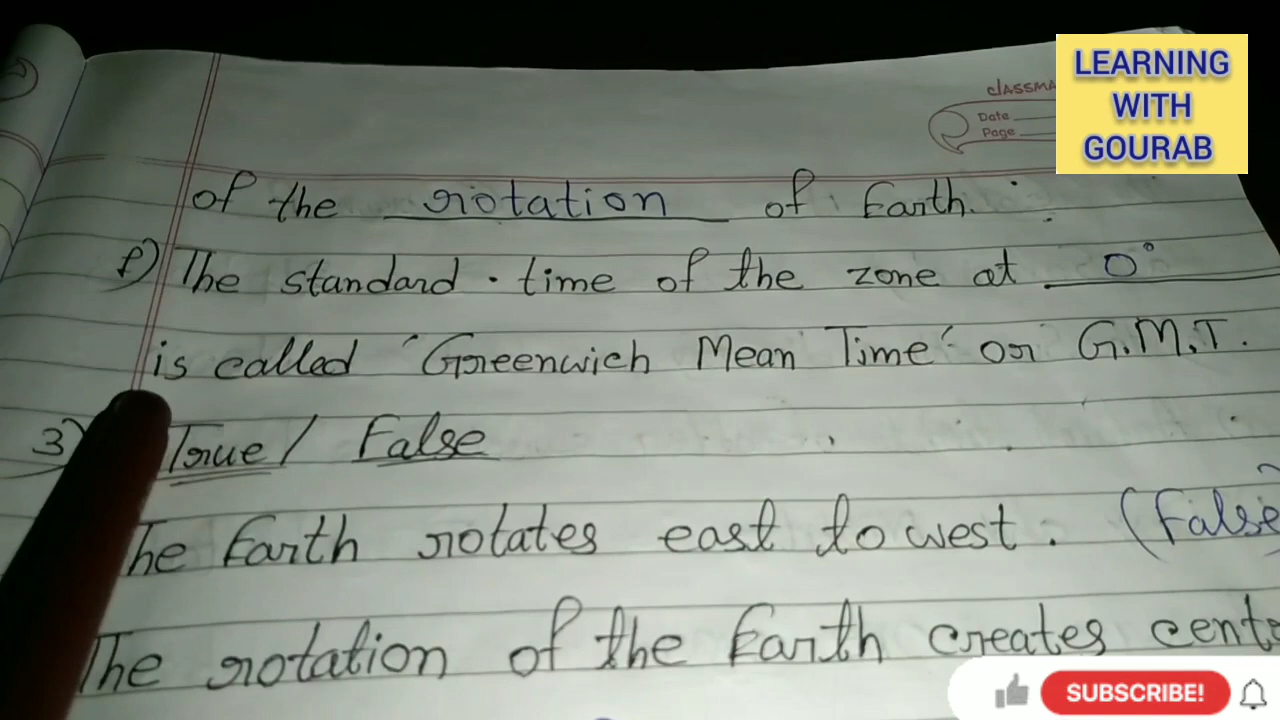 LEARNING
WITH
GOURAB
Date
Page
of the rotation of Earth.
f) The standard time of the zone at 0°
is called 'Greenwich Mean Time' or G.M.T.
3) True / False
The Earth rotates east to west. (False)
The rotation of the Earth creates
SUBSCRIBE!